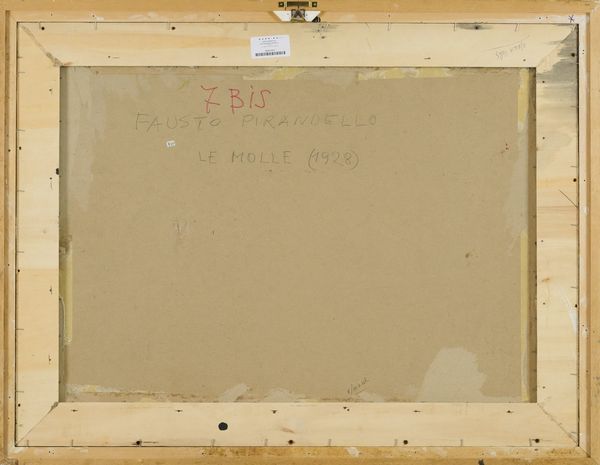 7 BIS
FAUSTO PIRANDELLO
LE MOLLE (1928)